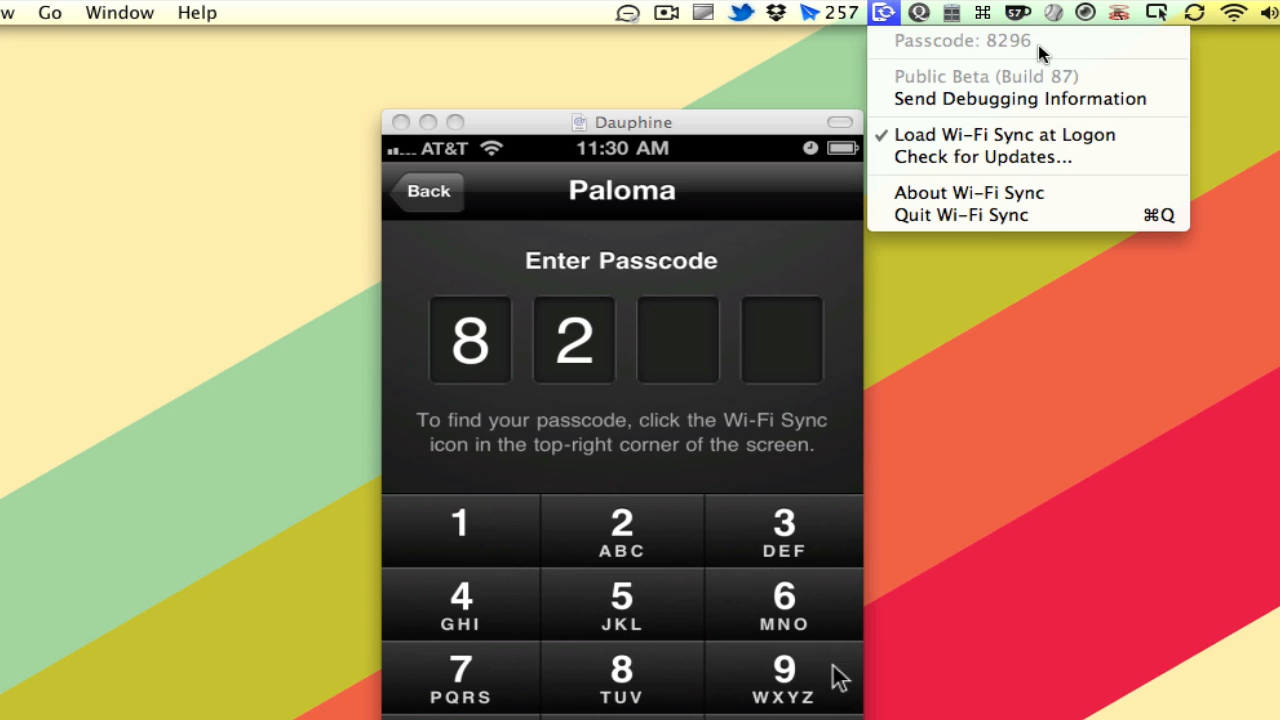 w Go Window Help 257 57
Passcode: 8296
Public Beta (Build 87)
Send Debugging Information
✓ Load Wi-Fi Sync at Logon
Check for Updates...
About Wi-Fi Sync
Quit Wi-Fi Sync ⌘Q
Dauphine
AT&T 11:30 AM
Back Paloma
Enter Passcode
8 2
To find your passcode, click the Wi-Fi Sync
icon in the top-right corner of the screen.
1 2 3
ABC DEF
4 5 6
GHI JKL MNO
7 8 9
PQRS TUV WXYZ